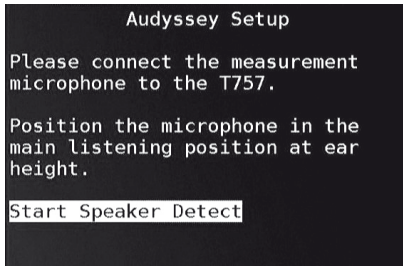 Audyssey Setup
Please connect the measurement
microphone to the T757.
Position the microphone in the
main listening position at ear
height.
Start Speaker Detect